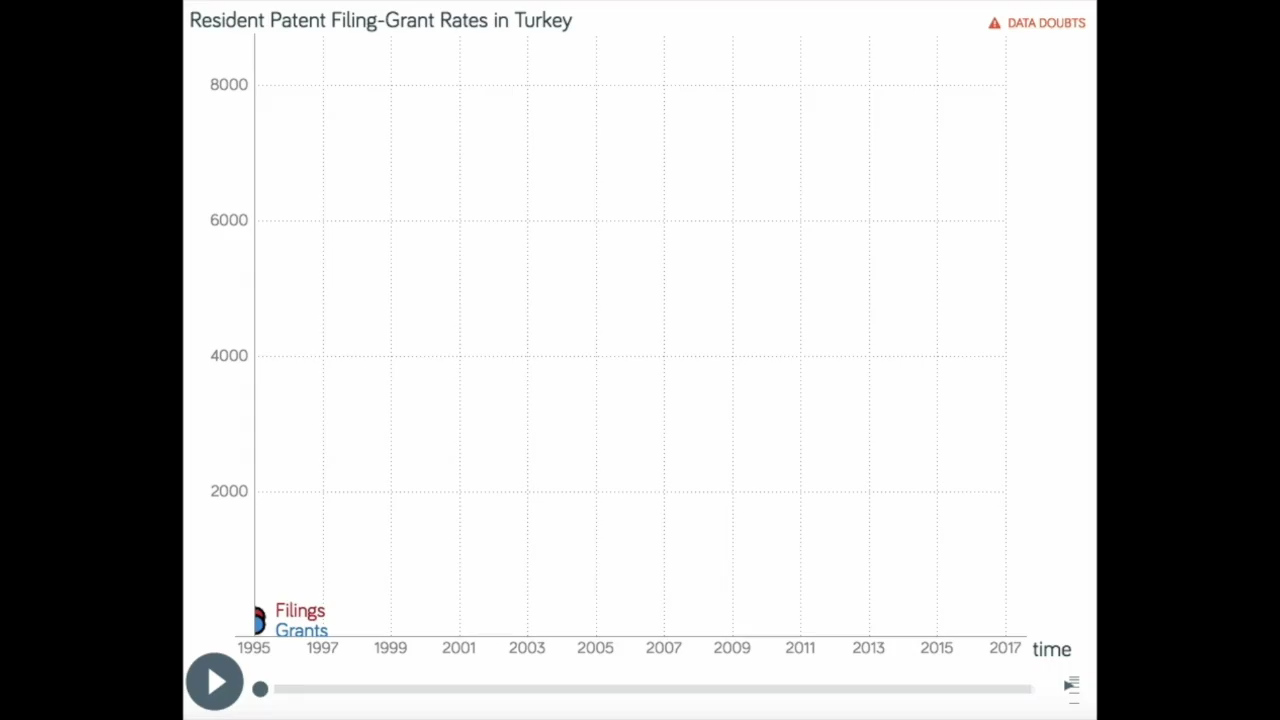 Resident Patent Filing-Grant Rates in Turkey
DATA DOUBTS
8000
6000
4000
2000
Filings
Grants
1995 1997 1999 2001 2003 2005 2007 2009 2011 2013 2015 2017 time